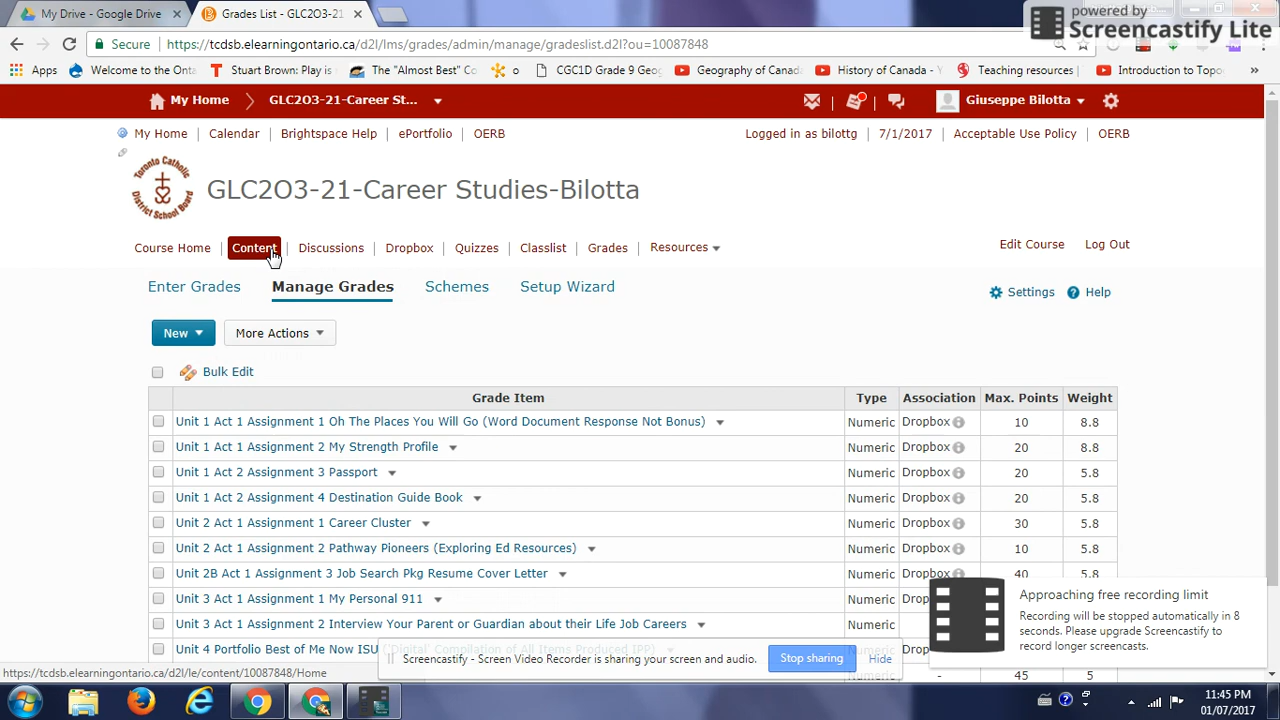 My Drive - Google Drive
Grades List - GLC2O3-21
powered by
Screencastify Lite
Secure
https://tcdsb.elearningontario.ca/d2l/lms/grades/admin/manage/gradeslist.d2l?ou=10087848
Apps
Welcome to the Onta
Stuart Brown: Play is
The "Almost Best" Co
o
CGC1D Grade 9 Geog
Geography of Canada
History of Canada - Y
Teaching resources |
Introduction to Topo
»
My Home
GLC2O3-21-Career St...
Giuseppe Bilotta
My Home | Calendar | Brightspace Help | ePortfolio | OERB
Logged in as bilottg | 7/1/2017 | Acceptable Use Policy | OERB
Toronto Catholic
District School Board
GLC2O3-21-Career Studies-Bilotta
Course Home | Content | Discussions | Dropbox | Quizzes | Classlist | Grades | Resources
Edit Course
Log Out
Enter Grades
Manage Grades
Schemes
Setup Wizard
Settings
Help
New
More Actions
Bulk Edit
Grade Item Type Association Max. Points Weight
Unit 1 Act 1 Assignment 1 Oh The Places You Will Go (Word Document Response Not Bonus) Numeric Dropbox 10 8.8
Unit 1 Act 1 Assignment 2 My Strength Profile Numeric Dropbox 20 8.8
Unit 1 Act 2 Assignment 3 Passport Numeric Dropbox 20 5.8
Unit 1 Act 2 Assignment 4 Destination Guide Book Numeric Dropbox 20 5.8
Unit 2 Act 1 Assignment 1 Career Cluster Numeric Dropbox 30 5.8
Unit 2 Act 1 Assignment 2 Pathway Pioneers (Exploring Ed Resources) Numeric Dropbox 10 5.8
Unit 2B Act 1 Assignment 3 Job Search Pkg Resume Cover Letter Numeric Dropbox 40 5.8
Unit 3 Act 1 Assignment 1 My Personal 911 Numeric
Unit 3 Act 2 Assignment 2 Interview Your Parent or Guardian about their Life Job Careers Numeric
Unit 4 Portfolio Best of Me Now ISU ("Digital" Compilation of All Items Produced IPP)
- 45 5
Approaching free recording limit
Recording will be stopped automatically in 8
seconds. Please upgrade Screencastify to
record longer screencasts.
Screencastify - Screen Video Recorder is sharing your screen and audio.
Stop sharing
Hide
https://tcdsb.elearningontario.ca/d2l/le/content/10087848/Home
11:45 PM
01/07/2017